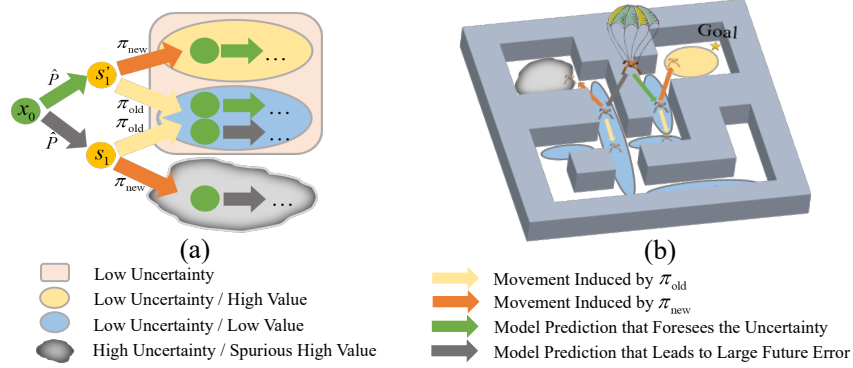 π_new
...
P̂
s'_1
π_old
...
x_0
π_old
...
P̂
s_1
π_new
...
(a)
Goal
(b)
Low Uncertainty
Low Uncertainty / High Value
Low Uncertainty / Low Value
High Uncertainty / Spurious High Value
Movement Induced by π_old
Movement Induced by π_new
Model Prediction that Foresees the Uncertainty
Model Prediction that Leads to Large Future Error